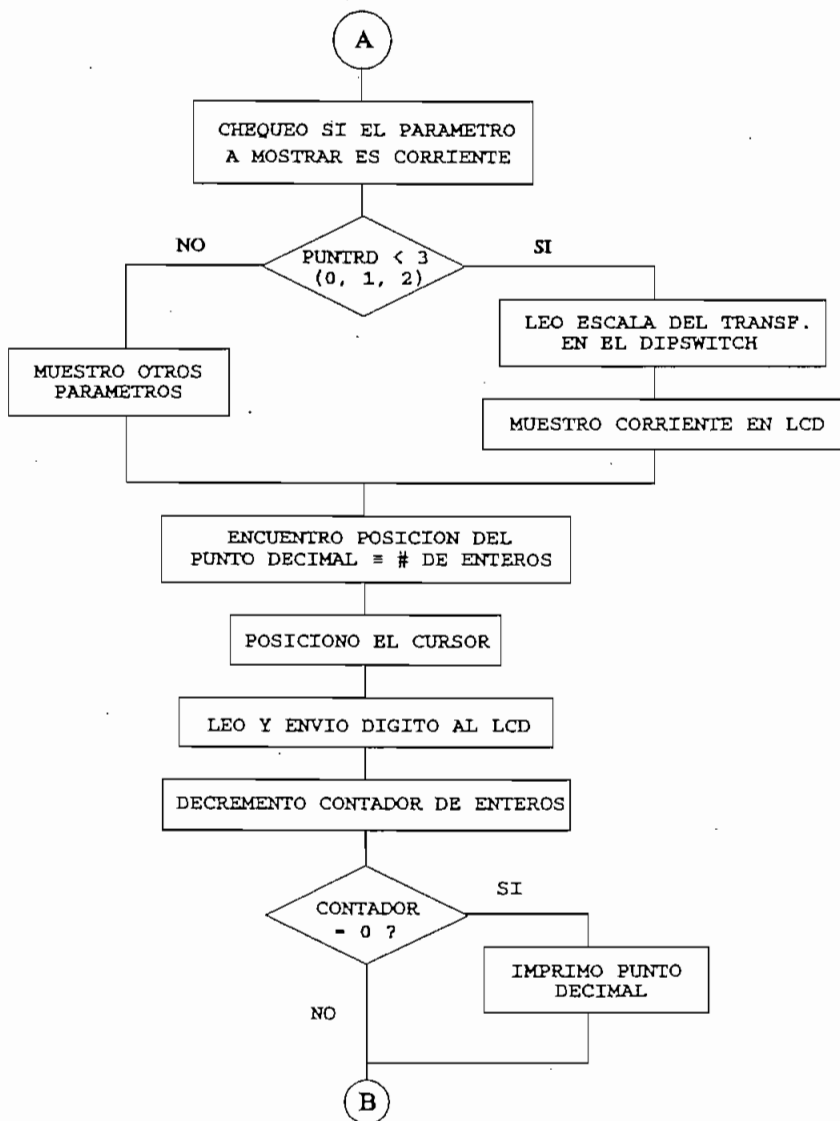 A
CHEQUEO SI EL PARAMETRO
A MOSTRAR ES CORRIENTE
NO
PUNTRD < 3
(0, 1, 2)
SI
LEO ESCALA DEL TRANSF.
EN EL DIPSWITCH
MUESTRO OTROS
PARAMETROS
MUESTRO CORRIENTE EN LCD
ENCUENTRO POSICION DEL
PUNTO DECIMAL ≡ # DE ENTEROS
POSICIONO EL CURSOR
LEO Y ENVIO DIGITO AL LCD
DECREMENTO CONTADOR DE ENTEROS
CONTADOR
= 0 ?
SI
IMPRIMO PUNTO
DECIMAL
NO
B